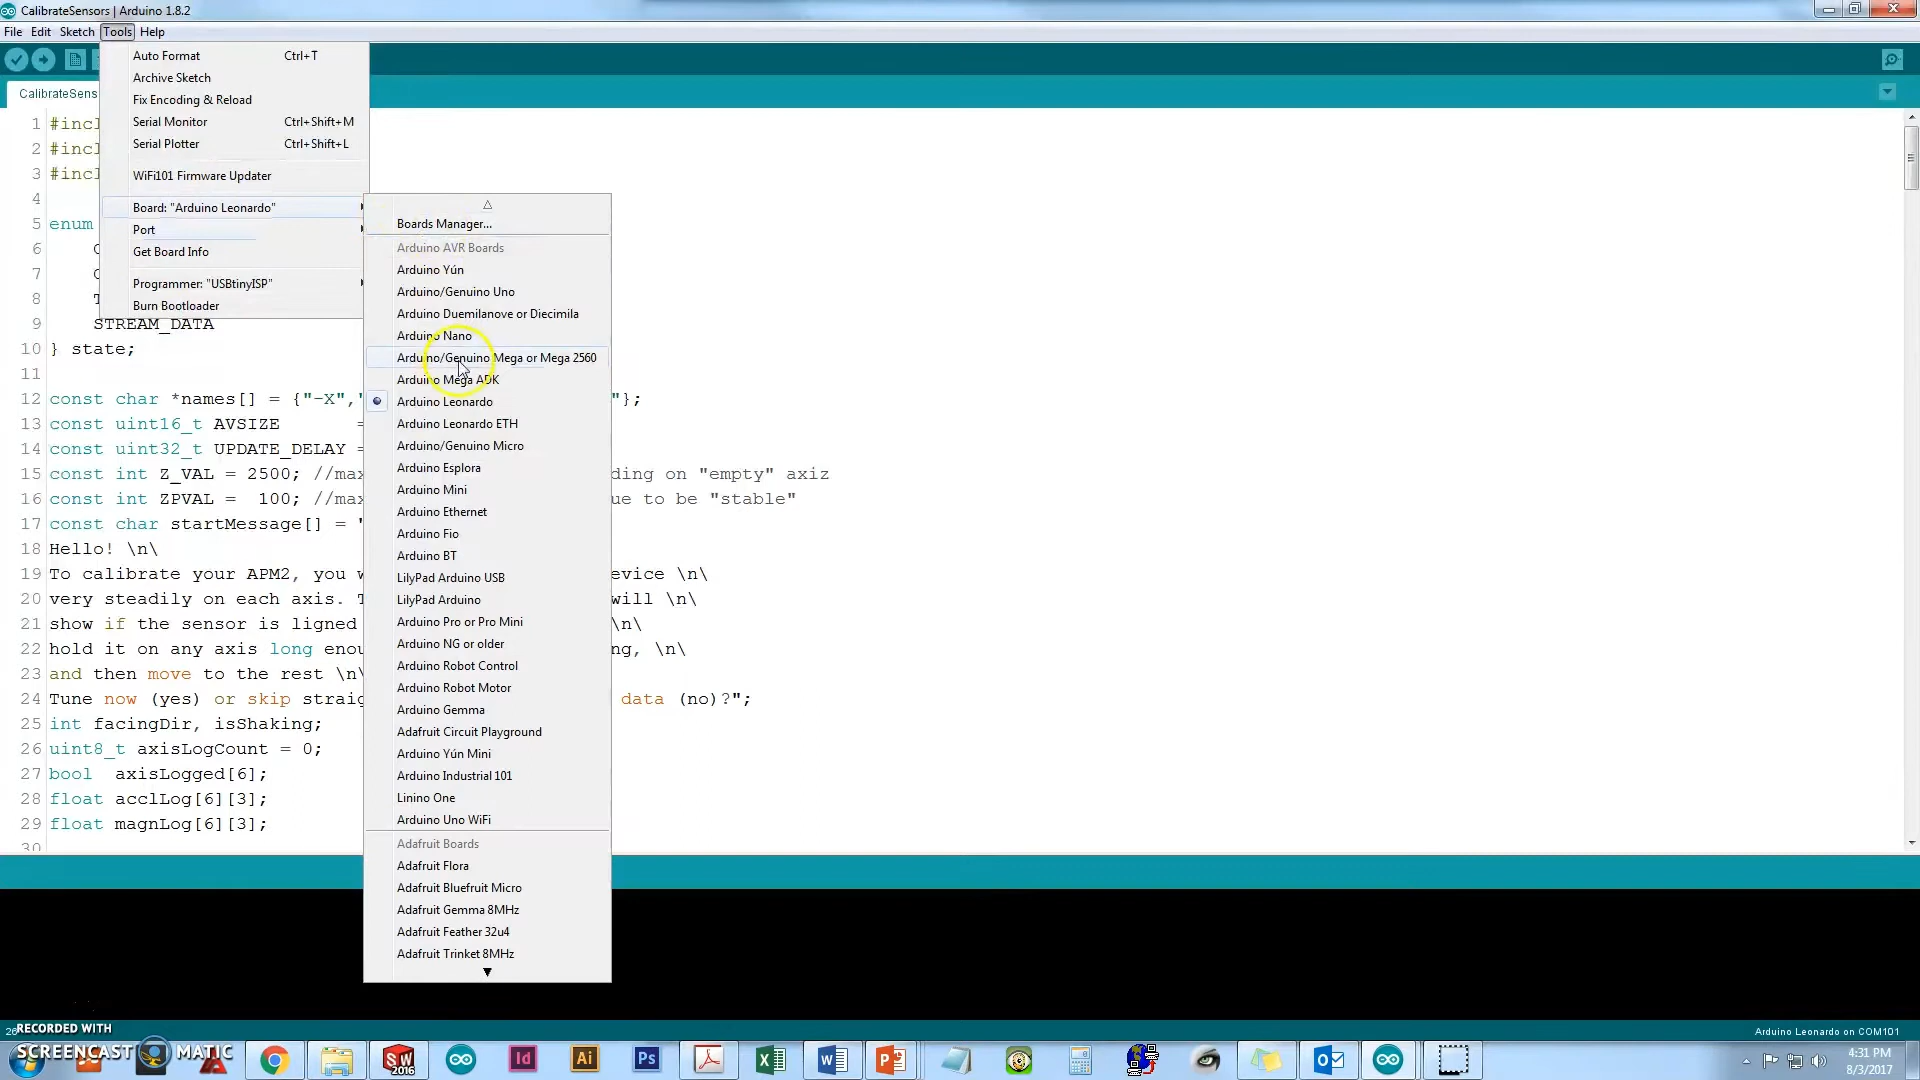 CalibrateSensors | Arduino 1.8.2
File Edit Sketch Tools Help
Auto Format Ctrl+T
Archive Sketch
Fix Encoding & Reload
Serial Monitor Ctrl+Shift+M
Serial Plotter Ctrl+Shift+L
WiFi101 Firmware Updater
Board: "Arduino Leonardo"
Port
Get Board Info
Programmer: "USBtinyISP"
Burn Bootloader
Boards Manager...
Arduino AVR Boards
Arduino Yún
Arduino/Genuino Uno
Arduino Duemilanove or Diecimila
Arduino Nano
Arduino/Genuino Mega or Mega 2560
Arduino Mega ADK
Arduino Leonardo
Arduino Leonardo ETH
Arduino/Genuino Micro
Arduino Esplora
Arduino Mini
Arduino Ethernet
Arduino Fio
Arduino BT
LilyPad Arduino USB
LilyPad Arduino
Arduino Pro or Pro Mini
Arduino NG or older
Arduino Robot Control
Arduino Robot Motor
Arduino Gemma
Adafruit Circuit Playground
Arduino Yún Mini
Arduino Industrial 101
Linino One
Arduino Uno WiFi
Adafruit Boards
Adafruit Flora
Adafruit Bluefruit Micro
Adafruit Gemma 8MHz
Adafruit Feather 32u4
Adafruit Trinket 8MHz
CalibrateSens
1 #incl
2 #incl
3 #incl
4
5 enum
6
7
8
9 STREAM_DATA
10 } state;
11
12 const char *names[] = {"-X", "};
13 const uint16_t AVSIZE =
14 const uint32_t UPDATE_DELAY =
15 const int Z_VAL = 2500; //max ding on "empty" axiz
16 const int ZPVAL = 100; //max ue to be "stable"
17 const char startMessage[] = "
18 Hello! \n\
19 To calibrate your APM2, you w evice \n\
20 very steadily on each axis. T will \n\
21 show if the sensor is ligned \n\
22 hold it on any axis long enou ng, \n\
23 and then move to the rest \n\
24 Tune now (yes) or skip straig data (no)?";
25 int facingDir, isShaking;
26 uint8_t axisLogCount = 0;
27 bool axisLogged[6];
28 float acclLog[6][3];
29 float magnLog[6][3];
30
26
Arduino Leonardo on COM101
RECORDED WITH
SCREENCAST MATIC
SW
2016
Id
Ai
Ps
4:31 PM
8/3/2017